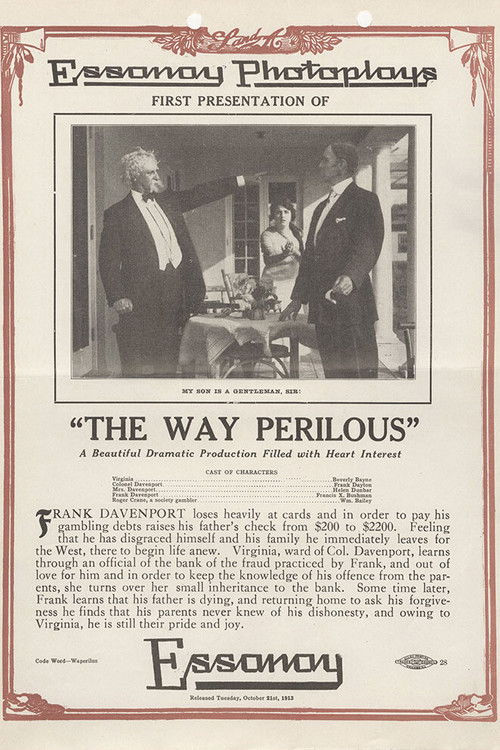 S and A
Essanay Photoplays
FIRST PRESENTATION OF
MY SON IS A GENTLEMAN, SIR!
"THE WAY PERILOUS"
A Beautiful Dramatic Production Filled with Heart Interest
CAST OF CHARACTERS
Virginia Beverly Bayne
Colonel Davenport Frank Dayton
Mrs. Davenport Helen Dunbar
Frank Davenport Francis X. Bushman
Roger Crane, a society gambler Wm. Bailey
FRANK DAVENPORT loses heavily at cards and in order to pay his
gambling debts raises his father's check from $200 to $2200. Feeling
that he has disgraced himself and his family he immediately leaves for
the West, there to begin life anew. Virginia, ward of Col. Davenport, learns
through an official of the bank of the fraud practiced by Frank, and out of
love for him and in order to keep the knowledge of his offence from the par-
ents, she turns over her small inheritance to the bank. Some time later,
Frank learns that his father is dying, and returning home to ask his forgive-
ness he finds that his parents never knew of his dishonesty, and owing to
Virginia, he is still their pride and joy.
Essanay
Code Word—Waperilus
28
Released Tuesday, October 21st, 1913